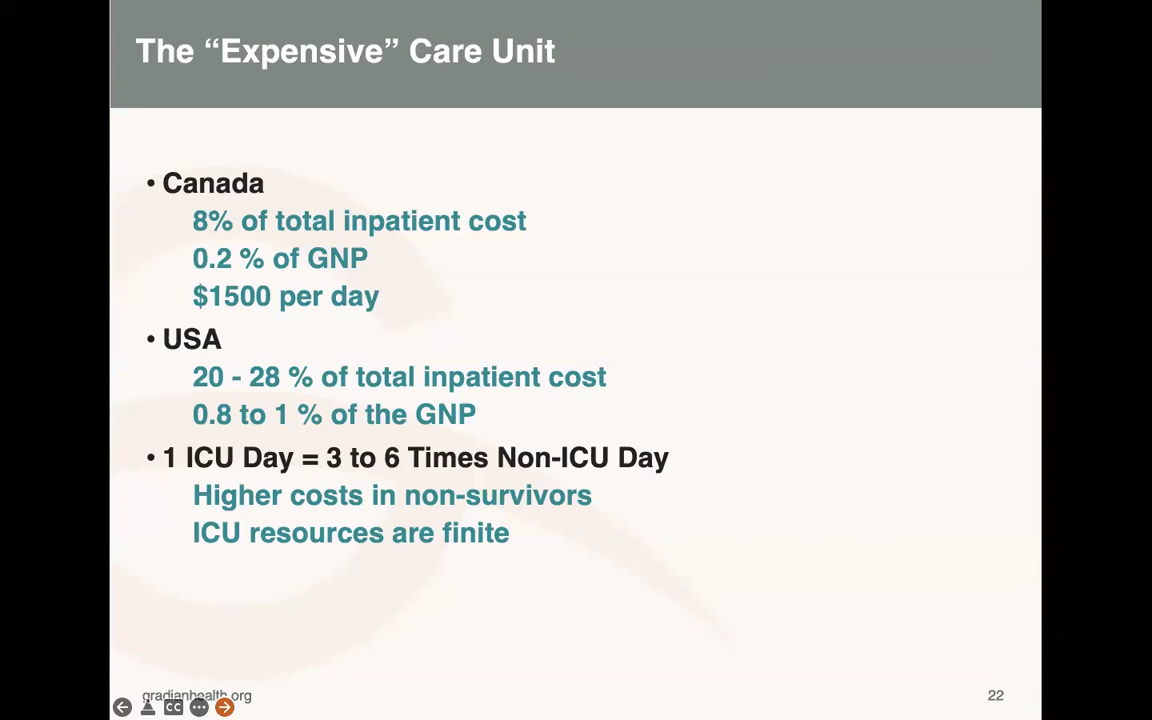 The “Expensive” Care Unit
• Canada
8% of total inpatient cost
0.2 % of GNP
$1500 per day
• USA
20 - 28 % of total inpatient cost
0.8 to 1 % of the GNP
• 1 ICU Day = 3 to 6 Times Non-ICU Day
Higher costs in non-survivors
ICU resources are finite
gradianhealth.org
22
CC